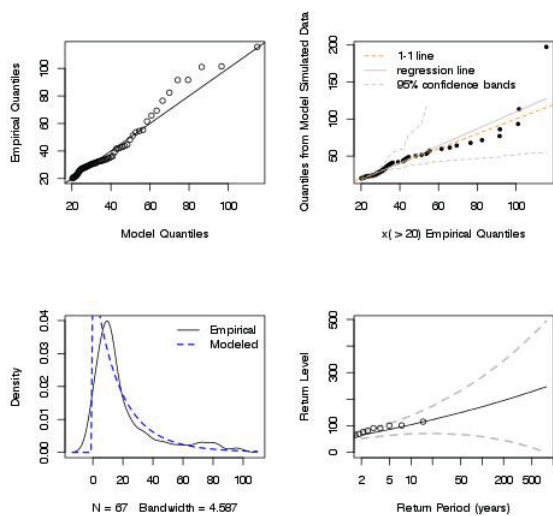 Empirical Quantiles
20 40 60 80 100
20 40 60 80 100
Model Quantiles
Quantiles from Model Simulated Data
50 100 150 200
1-1 line
regression line
95% confidence bands
20 40 60 80 100
x( > 20) Empirical Quantiles
Density
0.00 0.01 0.02 0.03 0.04
Empirical
Modeled
0 20 40 60 80 100
N = 67 Bandwidth = 4.587
Return Level
0 100 200 300 400 500
2 5 10 20 50 200 500
Return Period (years)